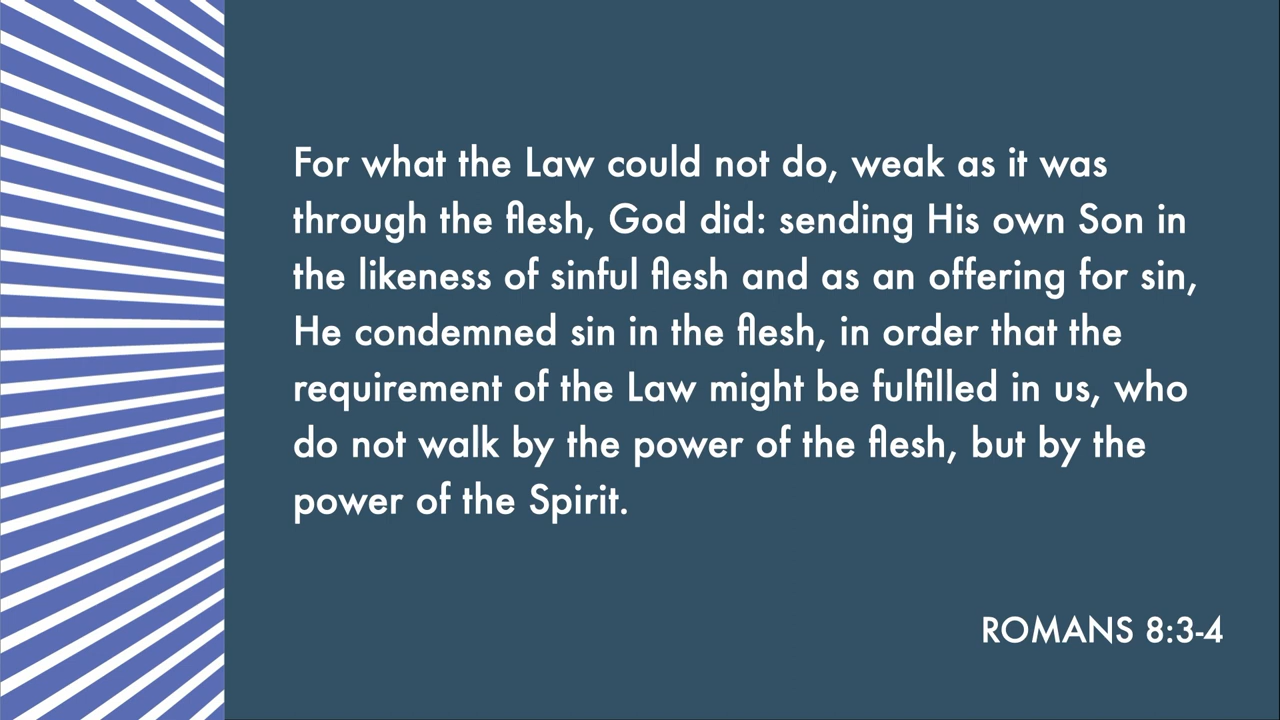 For what the Law could not do, weak as it was
through the flesh, God did: sending His own Son in
the likeness of sinful flesh and as an offering for sin,
He condemned sin in the flesh, in order that the
requirement of the Law might be fulfilled in us, who
do not walk by the power of the flesh, but by the
power of the Spirit.
ROMANS 8:3-4